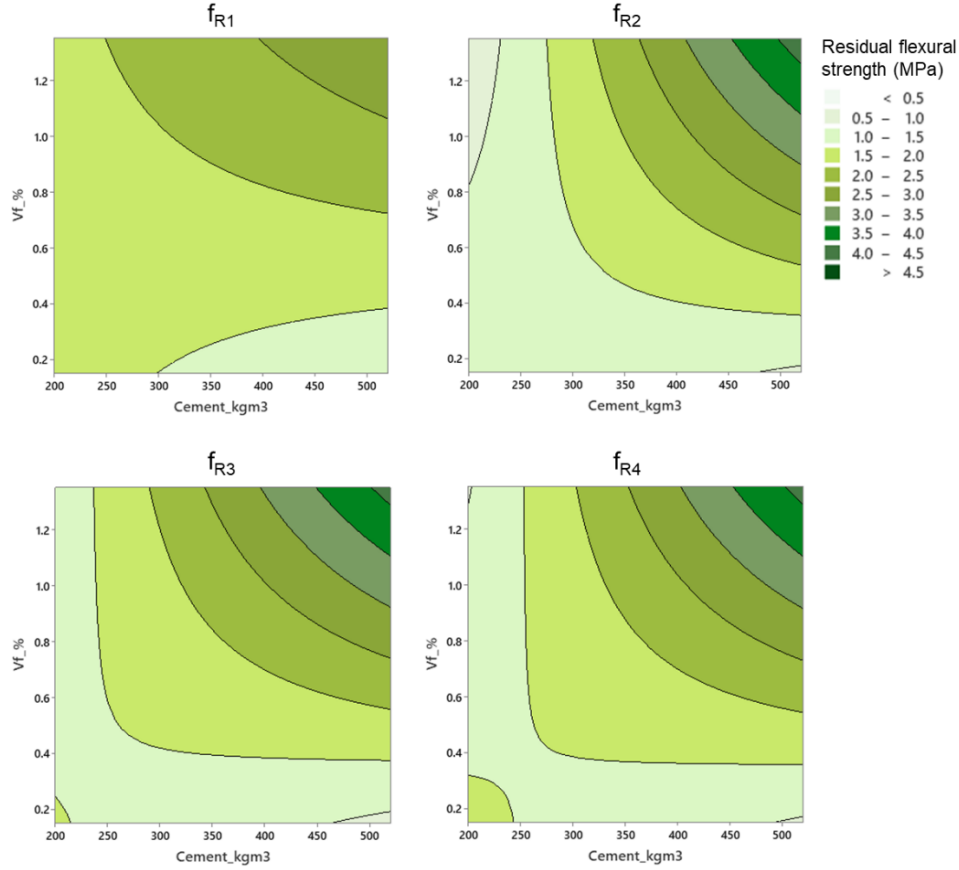 fR1
fR2
Residual flexural
strength (MPa)
< 0.5
0.5 – 1.0
1.0 – 1.5
1.5 – 2.0
2.0 – 2.5
2.5 – 3.0
3.0 – 3.5
3.5 – 4.0
4.0 – 4.5
> 4.5
Vf_%
1.2
1.0
0.8
0.6
0.4
0.2
200 250 300 350 400 450 500
Cement_kgm3
Vf_%
1.2
1.0
0.8
0.6
0.4
0.2
200 250 300 350 400 450 500
Cement_kgm3
fR3
fR4
Vf_%
1.2
1.0
0.8
0.6
0.4
0.2
200 250 300 350 400 450 500
Cement_kgm3
Vf_%
1.2
1.0
0.8
0.6
0.4
0.2
200 250 300 350 400 450 500
Cement_kgm3